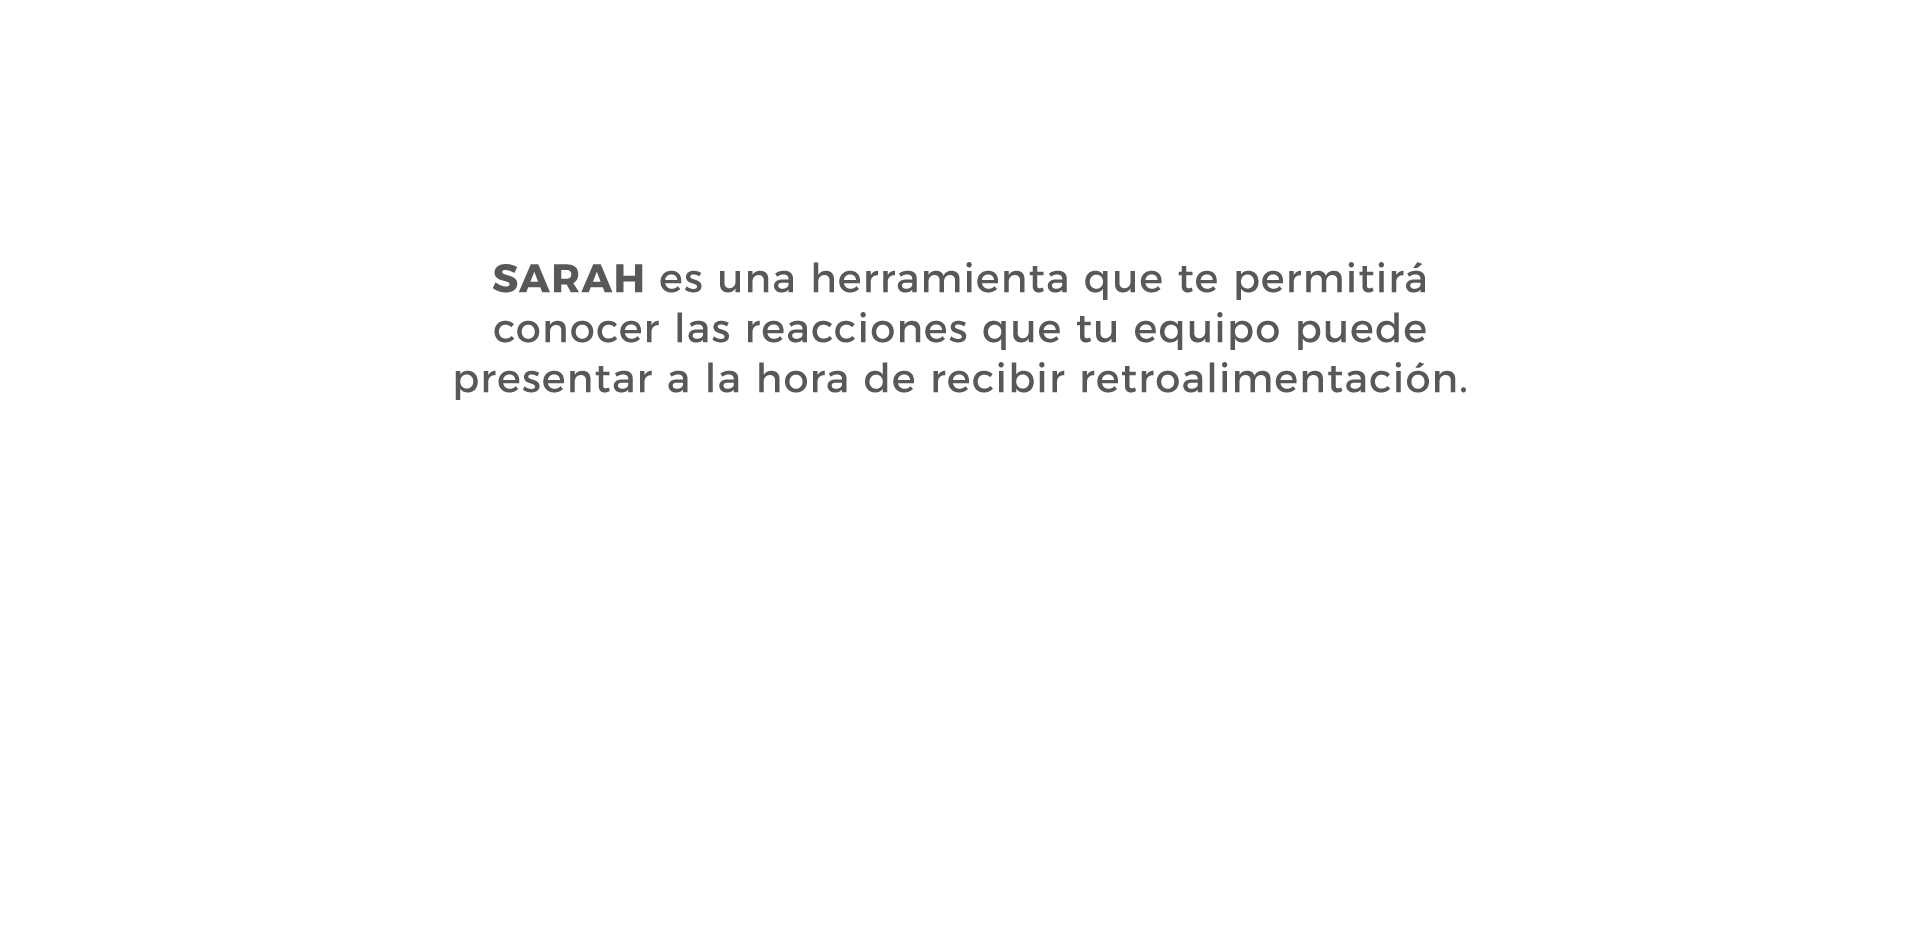 SARAH es una herramienta que te permitirá
conocer las reacciones que tu equipo puede
presentar a la hora de recibir retroalimentación.